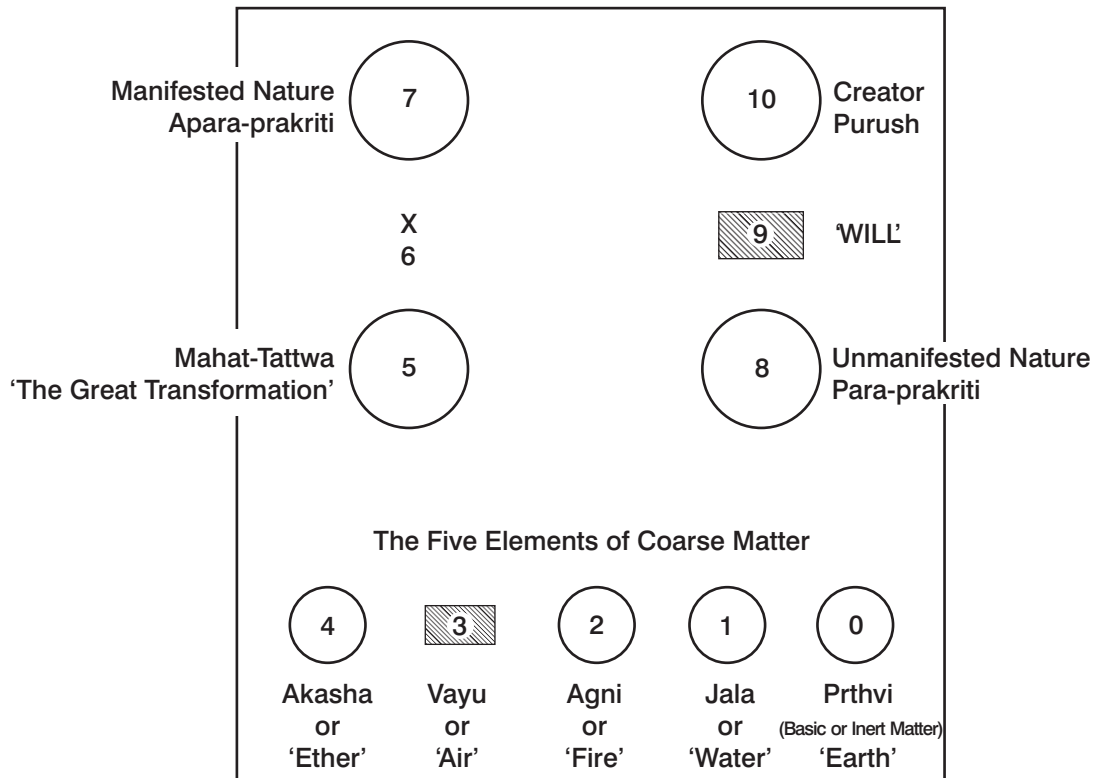 Manifested Nature
Apara-prakriti
7
10
Creator
Purush
X
6
9
‘WILL’
Mahat-Tattwa
‘The Great Transformation’
5
8
Unmanifested Nature
Para-prakriti
The Five Elements of Coarse Matter
4
3
2
1
0
Akasha
or
‘Ether’
Vayu
or
‘Air’
Agni
or
‘Fire’
Jala
or
‘Water’
Prthvi
(Basic or Inert Matter)
‘Earth’